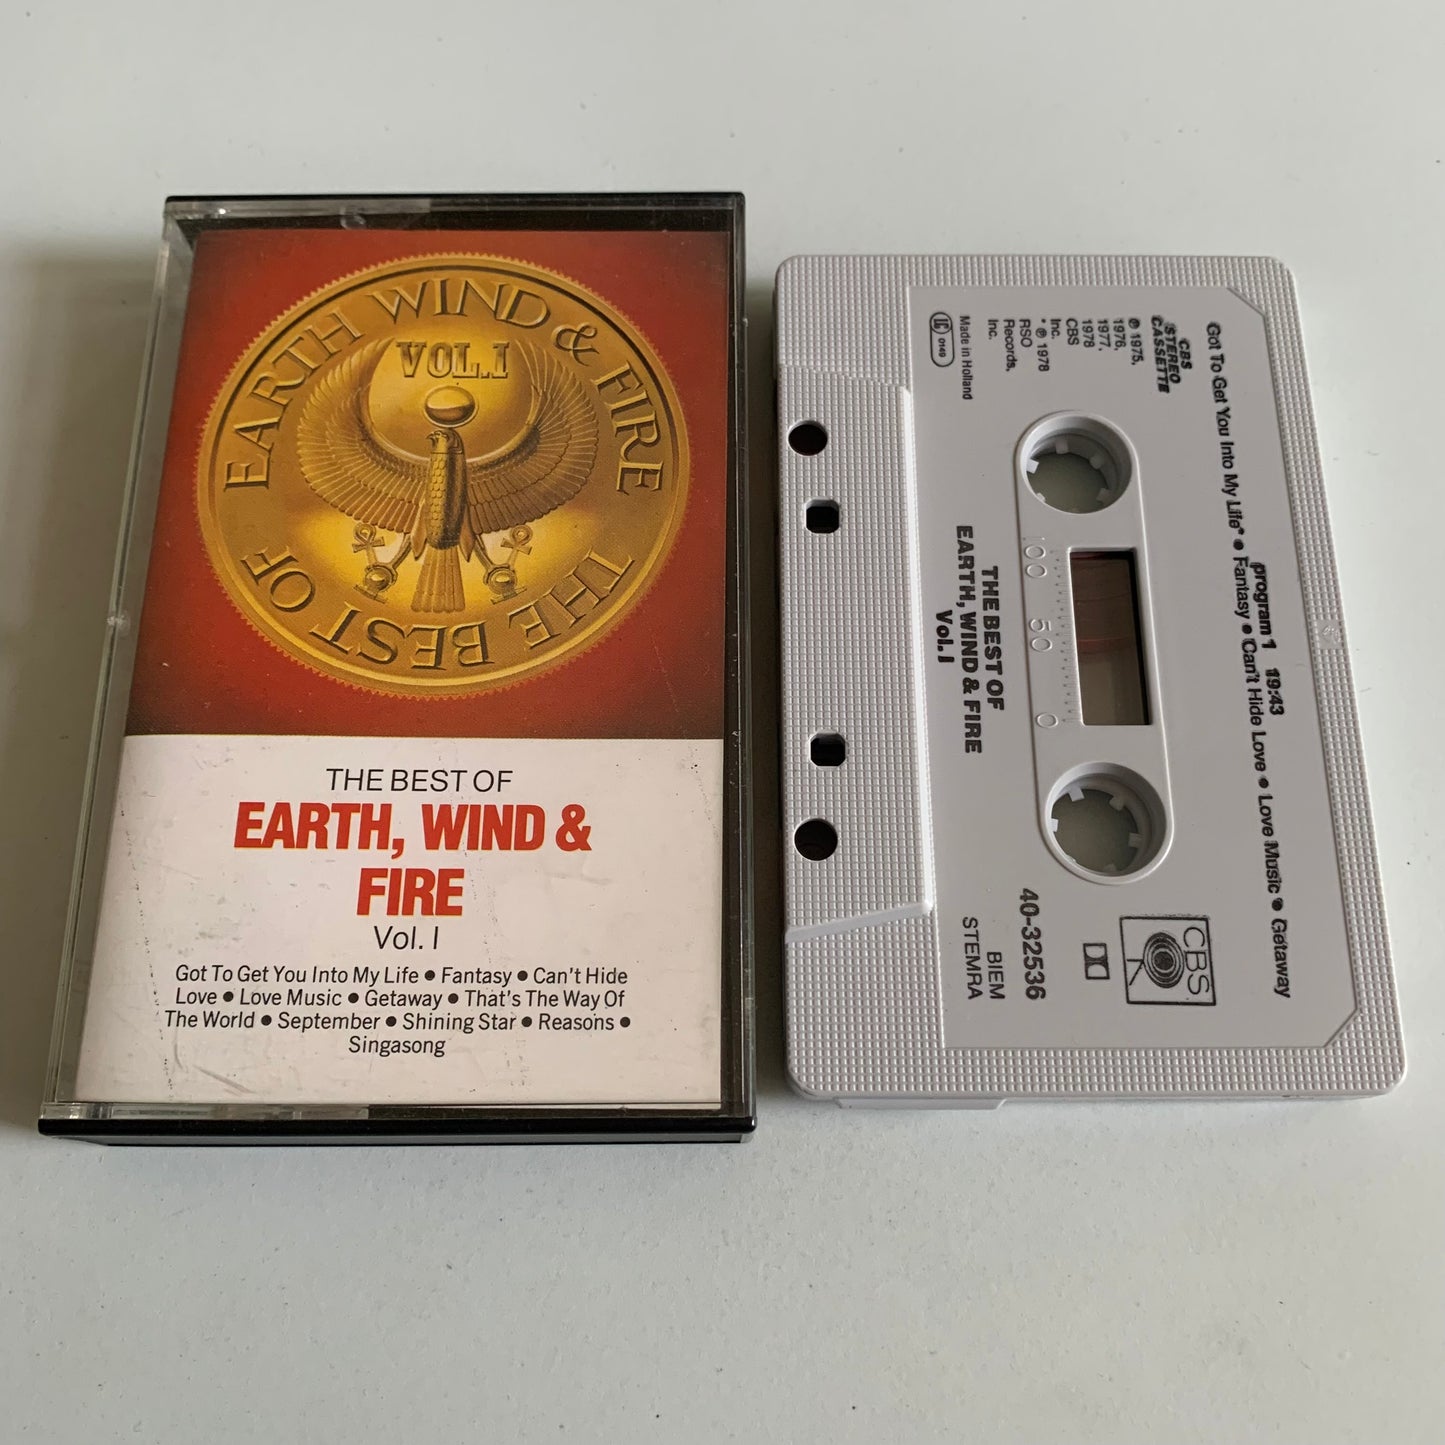 EARTH WIND & FIRE
VOL. I
THE BEST OF
THE BEST OF
EARTH, WIND &
FIRE
Vol. I
Got To Get You Into My Life ● Fantasy ● Can't Hide
Love ● Love Music ● Getaway ● That's The Way Of
The World ● September ● Shining Star ● Reasons ●
Singasong
program 1 19:43
Got To Get You Into My Life* ● Fantasy ● Can't Hide Love ● Love Music ● Getaway
CBS
STEREO
CASSETTE
℗ 1975,
1976,
1977,
1978
CBS
Inc.
* ℗ 1978
RSO
Records,
Inc.
Made in Holland
LC 0149
100 50 0
THE BEST OF
EARTH, WIND & FIRE
Vol. I
CBS
40-32536
BIEM
STEMRA